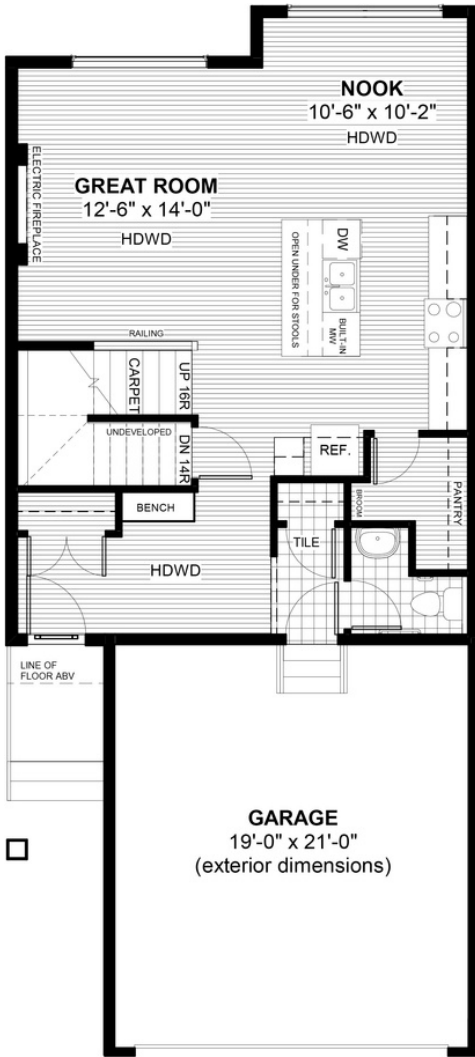 NOOK
10'-6" x 10'-2"
HDWD
ELECTRIC FIREPLACE
GREAT ROOM
12'-6" x 14'-0"
HDWD
OPEN UNDER FOR STOOLS
DW
BUILT-IN
MW
RAILING
CARPET
UP 16R
UNDEVELOPED
DN 14R
REF.
PANTRY
BROOM
BENCH
TILE
HDWD
LINE OF
FLOOR ABV
GARAGE
19'-0" x 21'-0"
(exterior dimensions)